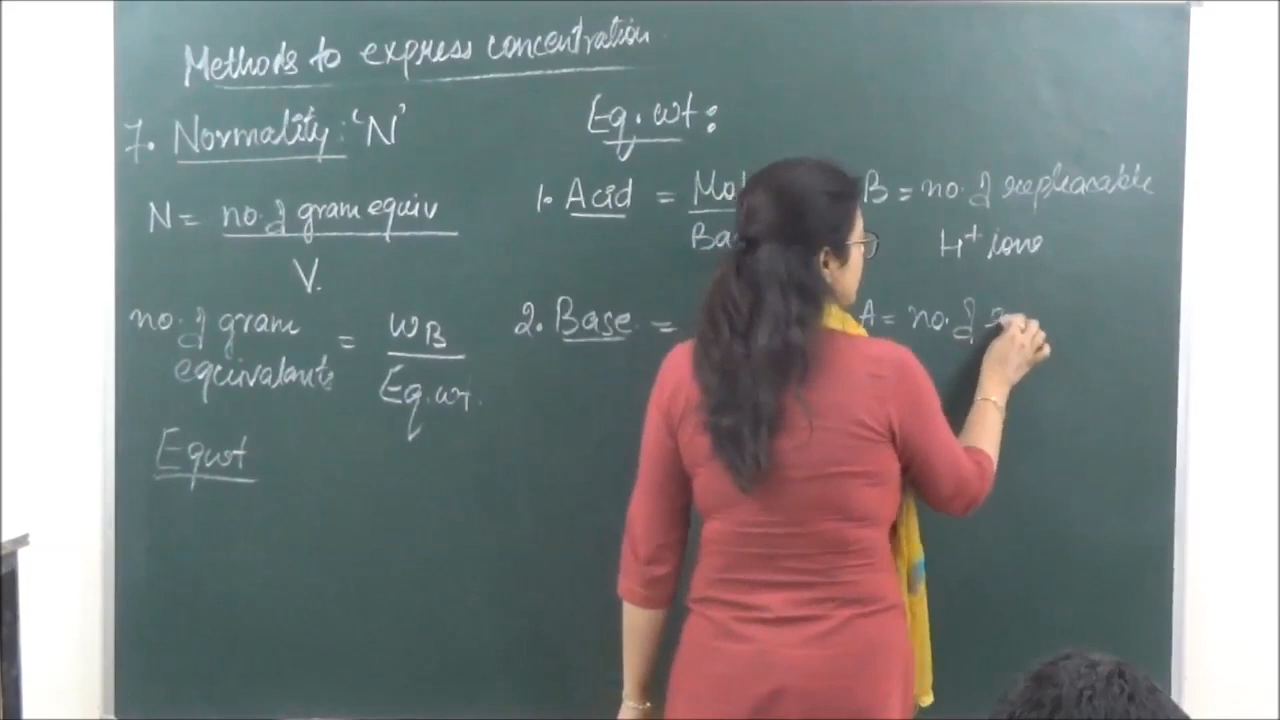 Methods to express concentration
7. Normality: 'N'
N = no. of gram equiv
V.
no. of gram
equivalents
= WB
Eq. wt.
Eqwt
Eq. wt:
1. Acid =
B = no. of replacable
H+ ions
2. Base =
A = no. of